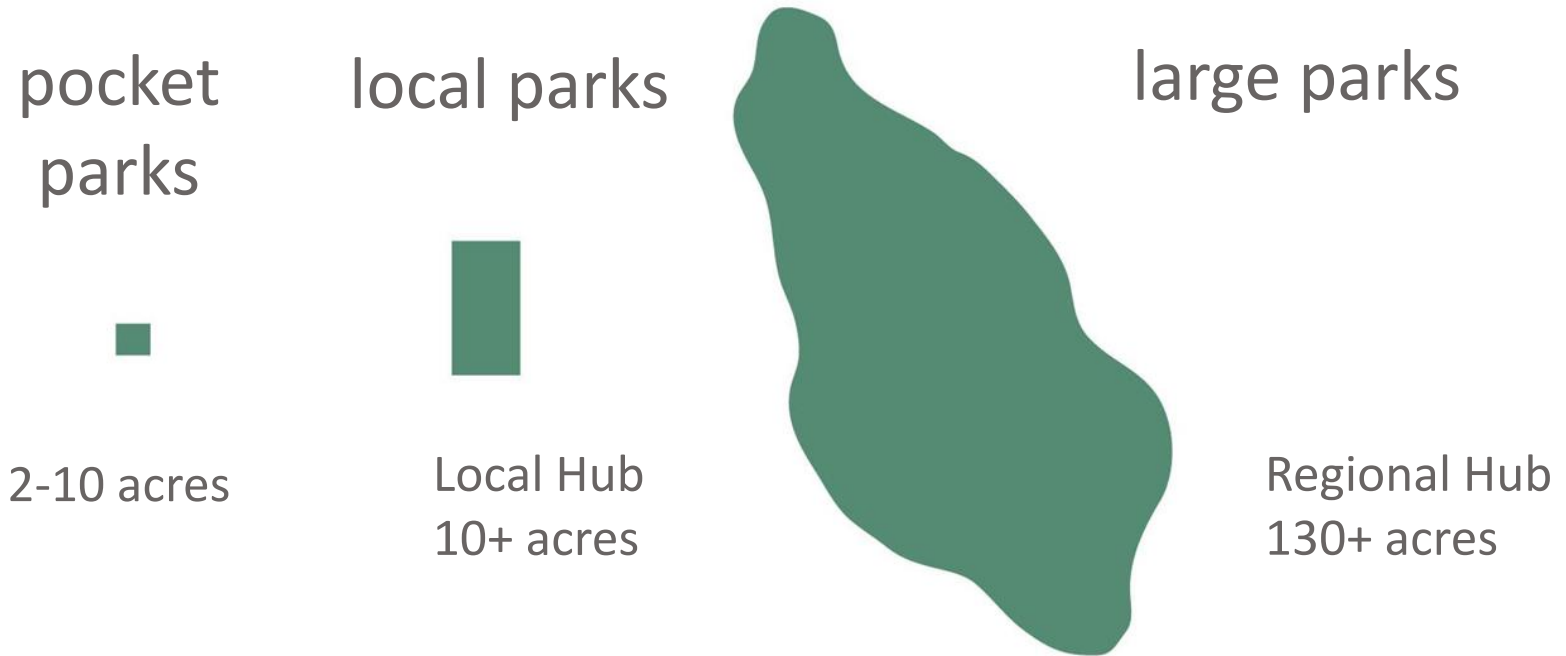 pocket
parks
2-10 acres
local parks
Local Hub
10+ acres
large parks
Regional Hub
130+ acres